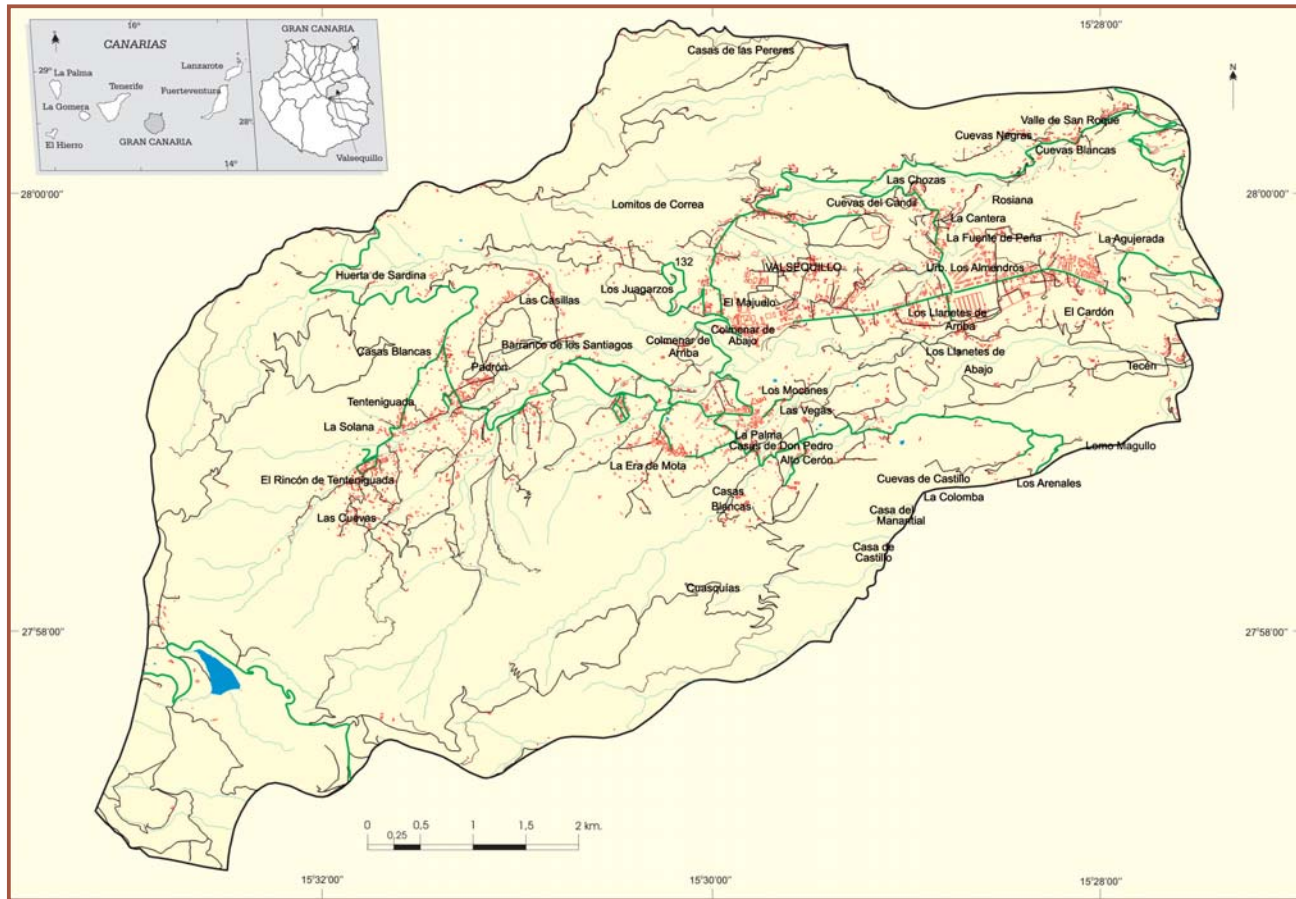 16°
CANARIAS
29°
La Palma
Lanzarote
Tenerife
Fuerteventura
La Gomera
28°
El Hierro
GRAN CANARIA
14°
GRAN CANARIA
Valsequillo
15°28'00''
N
28°00'00''
28°00'00''
Casas de las Pereras
Valle de San Roque
Cuevas Negras
Cuevas Blancas
Las Chozas
Lomitos de Correa
Cuevas del Candil
Rosiana
La Cantera
La Fuente de Peña
La Agujerada
132
VALSEQUILLO
Urb. Los Almendros
Huerta de Sardina
Los Juagarzos
Las Casillas
El Majuelo
Los Llanetes de
Arriba
El Cardón
Colmenar de
Abajo
Colmenar de
Arriba
Barranco de los Santiagos
Casas Blancas
Los Llanetes de
Abajo
Tecén
Padrón
Los Mocanes
Tenteniguada
Las Vegas
La Solana
La Palma
Casas de Don Pedro
Lomo Magullo
Alto Cerón
La Era de Mota
El Rincón de Tenteniguada
Cuevas de Castillo
Los Arenales
Casas
Blancas
La Colomba
Las Cuevas
Casa del
Manantial
Casa de
Castillo
Cuasquías
27°58'00''
27°58'00''
0
0,25
0,5
1
1,5
2 km.
15°32'00''
15°30'00''
15°28'00''